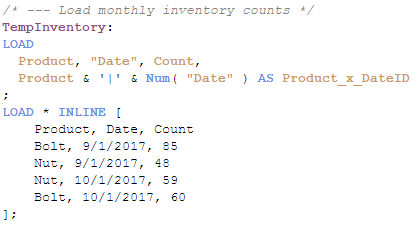 /* --- Load monthly inventory counts */
TempInventory:
LOAD
Product, "Date", Count,
Product & '|' & Num( "Date" ) AS Product_x_DateID
;
LOAD * INLINE [
Product, Date, Count
Bolt, 9/1/2017, 85
Nut, 9/1/2017, 48
Nut, 10/1/2017, 59
Bolt, 10/1/2017, 60
];